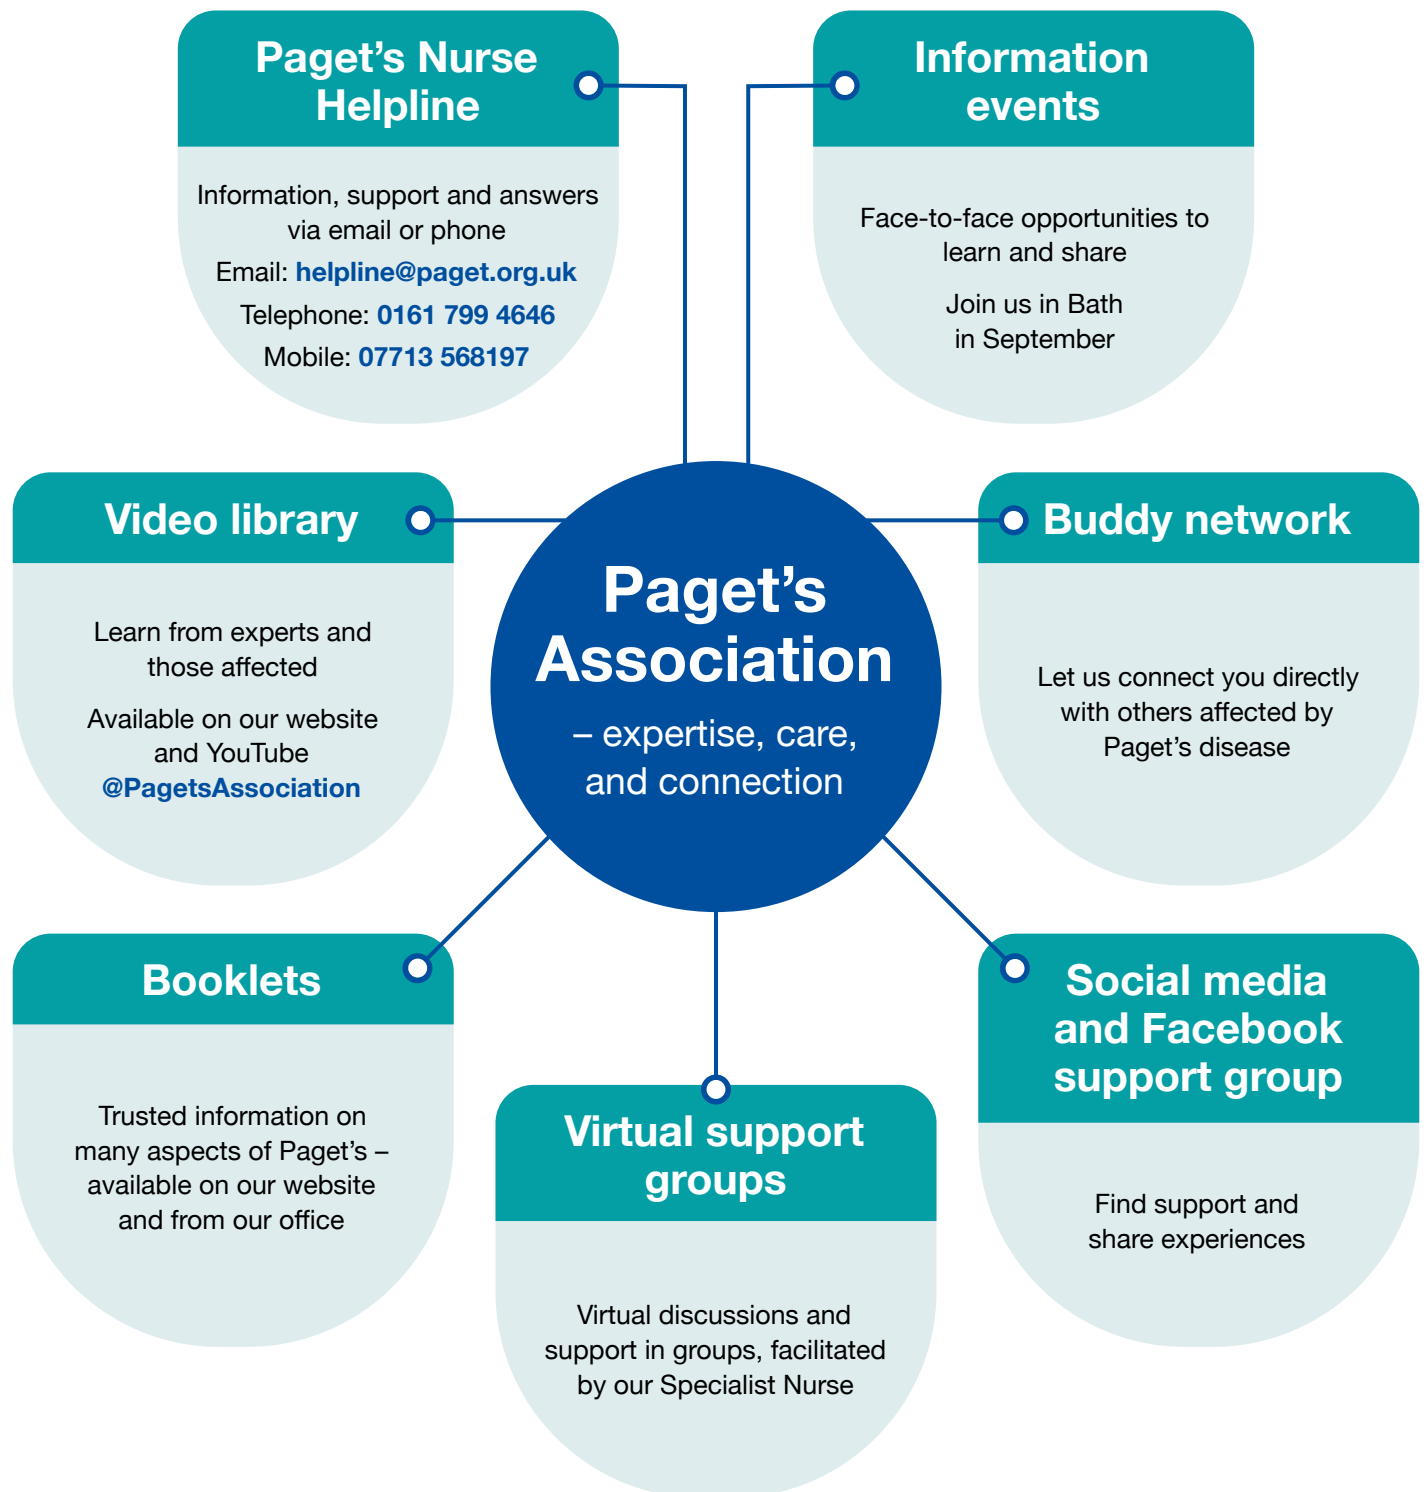 Paget’s Nurse
Helpline
Information, support and answers
via email or phone
Email: helpline@paget.org.uk
Telephone: 0161 799 4646
Mobile: 07713 568197
Information
events
Face-to-face opportunities to
learn and share
Join us in Bath
in September
Video library
Learn from experts and
those affected
Available on our website
and YouTube
@PagetsAssociation
Paget’s
Association
– expertise, care,
and connection
Buddy network
Let us connect you directly
with others affected by
Paget’s disease
Booklets
Trusted information on
many aspects of Paget’s –
available on our website
and from our office
Virtual support
groups
Virtual discussions and
support in groups, facilitated
by our Specialist Nurse
Social media
and Facebook
support group
Find support and
share experiences